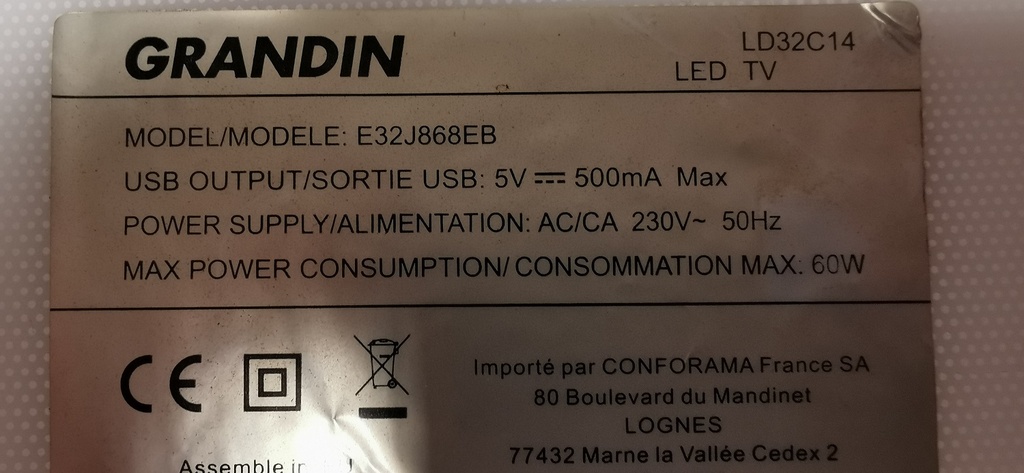 GRANDIN
LD32C14
LED TV
MODEL/MODELE: E32J868EB
USB OUTPUT/SORTIE USB: 5V ⎓ 500mA Max
POWER SUPPLY/ALIMENTATION: AC/CA 230V~ 50Hz
MAX POWER CONSUMPTION/CONSOMMATION MAX: 60W
CE
Importé par CONFORAMA France SA
80 Boulevard du Mandinet
LOGNES
77432 Marne la Vallée Cedex 2
Assemble